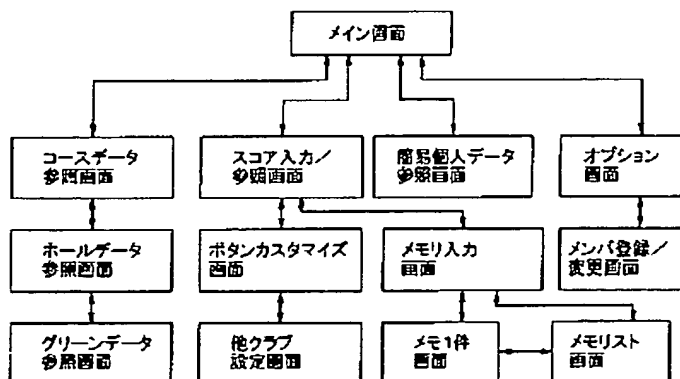 メイン画面
コースデータ
参照画面
スコア入力／
参照画面
簡易個人データ
参照画面
オプション
画面
ホールデータ
参照画面
ボタンカスタマイズ
画面
メモリ入力
画面
メンバ登録／
変更画面
グリーンデータ
参照画面
他クラブ
設定画面
メモ1件
画面
メモリスト
画面